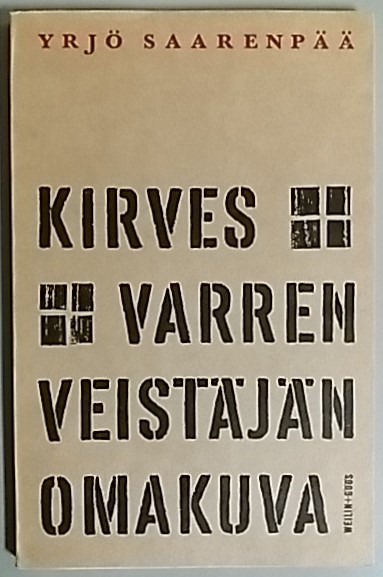 YRJÖ SAARENPÄÄ
KIRVES
VARREN
VEISTÄJÄN
OMAKUVA
WEILIN+GÖÖS